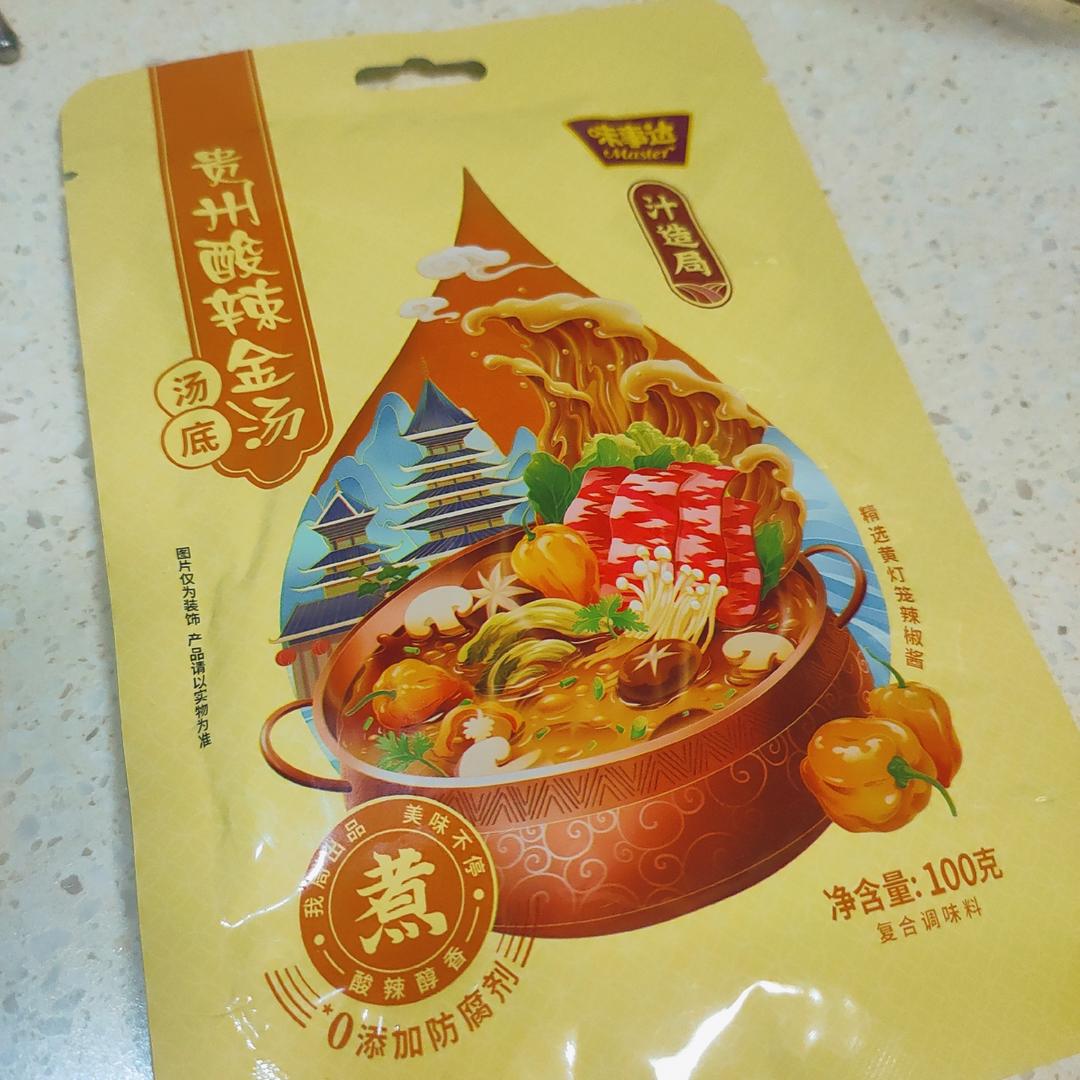 味事达
Master
汁造局
贵州酸辣金汤
汤底
图片仅为装饰 产品请以实物为准
精选黄灯笼辣椒酱
我局出品 美味不停
煮
酸辣醇香
*0添加防腐剂
净含量:100克
复合调味料